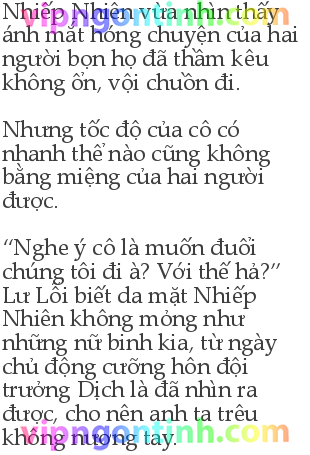 Nhiếp Nhiên vừa nhìn thấy
vipngontinh.com
ánh mắt hóng chuyện của hai
người bọn họ đã thầm kêu
không ổn, vội chuồn đi.
Nhưng tốc độ của cô có
nhanh thế nào cũng không
bằng miệng của hai người
được.
“Nghe ý cô là muốn đuổi
chúng tôi đi à? Với thế hả?”
Lư Lôi biết da mặt Nhiếp
Nhiên không mỏng như
những nữ binh kia, từ ngày
chủ động cưỡng hôn đội
trưởng Dịch là đã nhìn ra
được, cho nên anh ta trêu
không nương tay.
vipngontinh.com